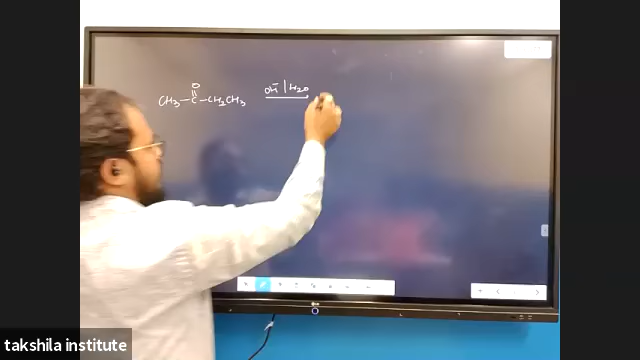 O
||
CH₃—C—CH₂CH₃ OH⁻ | H₂O
takshila institute